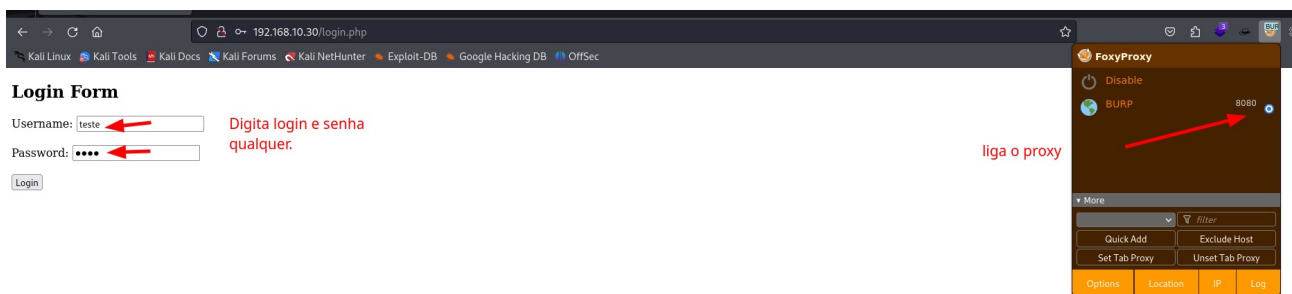 192.168.10.30/login.php
3
BUR
Kali Linux Kali Tools Kali Docs Kali Forums Kali NetHunter Exploit-DB Google Hacking DB OffSec
FoxyProxy
Disable
BURP 8080
Login Form
Username: teste
Digita login e senha
qualquer.
Password: ••••
liga o proxy
Login
More
filter
Quick Add Exclude Host
Set Tab Proxy Unset Tab Proxy
Options Location IP Log